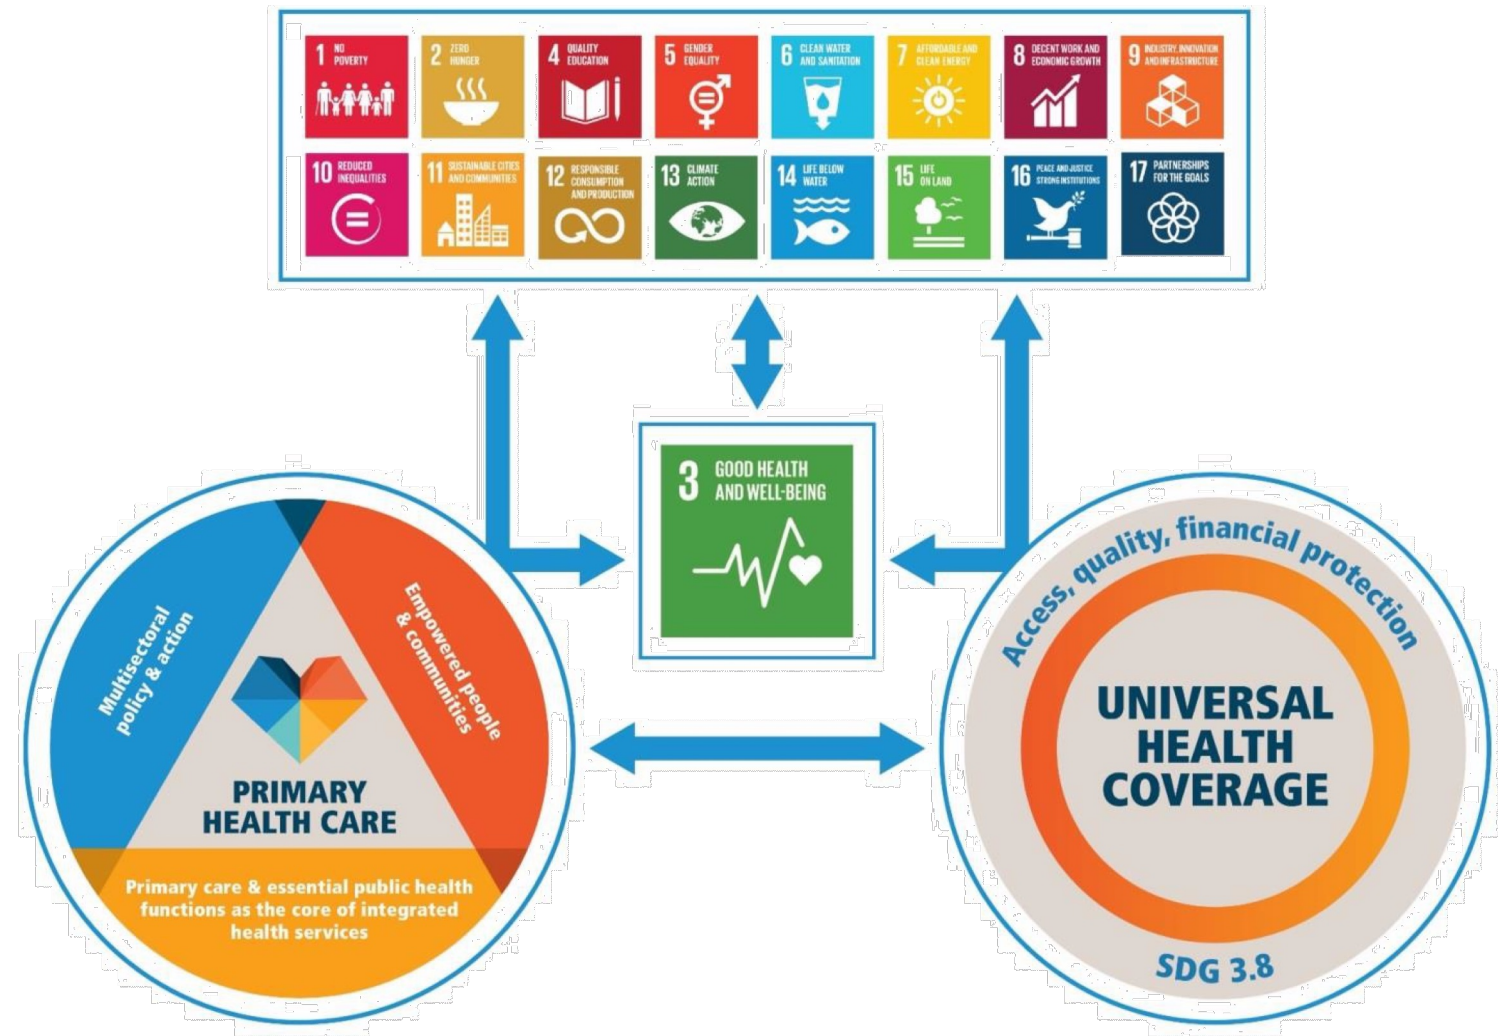 1 NO
POVERTY
2 ZERO
HUNGER
4 QUALITY
EDUCATION
5 GENDER
EQUALITY
6 CLEAN WATER
AND SANITATION
7 AFFORDABLE AND
CLEAN ENERGY
8 DECENT WORK AND
ECONOMIC GROWTH
9 INDUSTRY, INNOVATION
AND INFRASTRUCTURE
10 REDUCED
INEQUALITIES
11 SUSTAINABLE CITIES
AND COMMUNITIES
12 RESPONSIBLE
CONSUMPTION
AND PRODUCTION
13 CLIMATE
ACTION
14 LIFE BELOW
WATER
15 LIFE
ON LAND
16 PEACE AND JUSTICE
STRONG INSTITUTIONS
17 PARTNERSHIPS
FOR THE GOALS
3 GOOD HEALTH
AND WELL-BEING
Multisectoral
policy & action
Empowered people
& communities
PRIMARY
HEALTH CARE
Primary care & essential public health
functions as the core of integrated
health services
Access, quality, financial protection
UNIVERSAL
HEALTH
COVERAGE
SDG 3.8